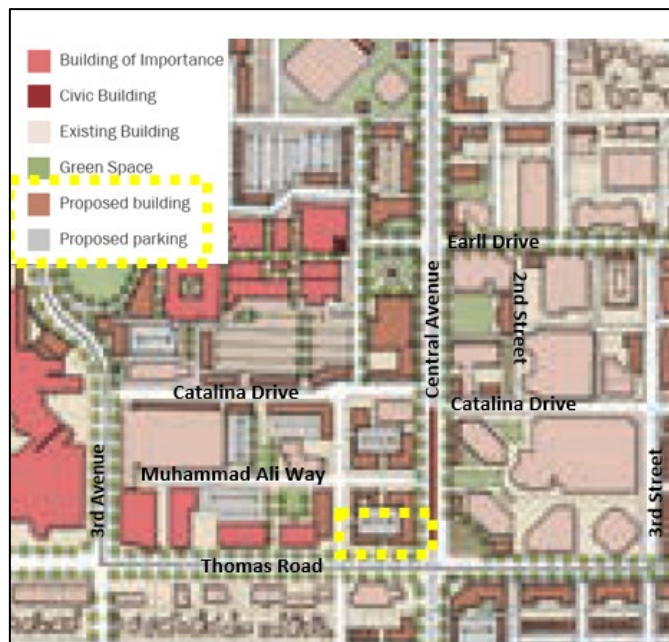 Building of Importance
Civic Building
Existing Building
Green Space
Proposed building
Proposed parking
Earll Drive
Central Avenue
2nd Street
Catalina Drive
Catalina Drive
Muhammad Ali Way
3rd Avenue
3rd Street
Thomas Road